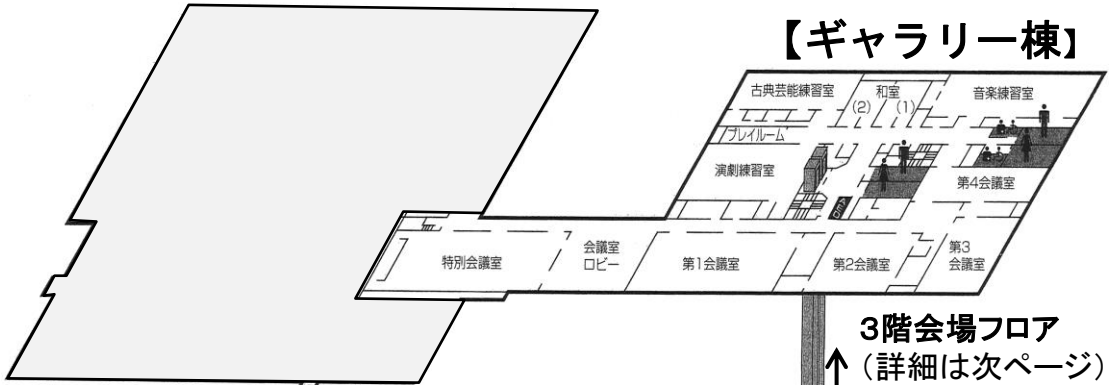 【ギャラリー棟】
古典芸能練習室
和室
(2)
(1)
音楽練習室
プレイルーム
演劇練習室
第4会議室
特別会議室
会議室
ロビー
第1会議室
第2会議室
第3
会議室
3階会場フロア
↑(詳細は次ページ)